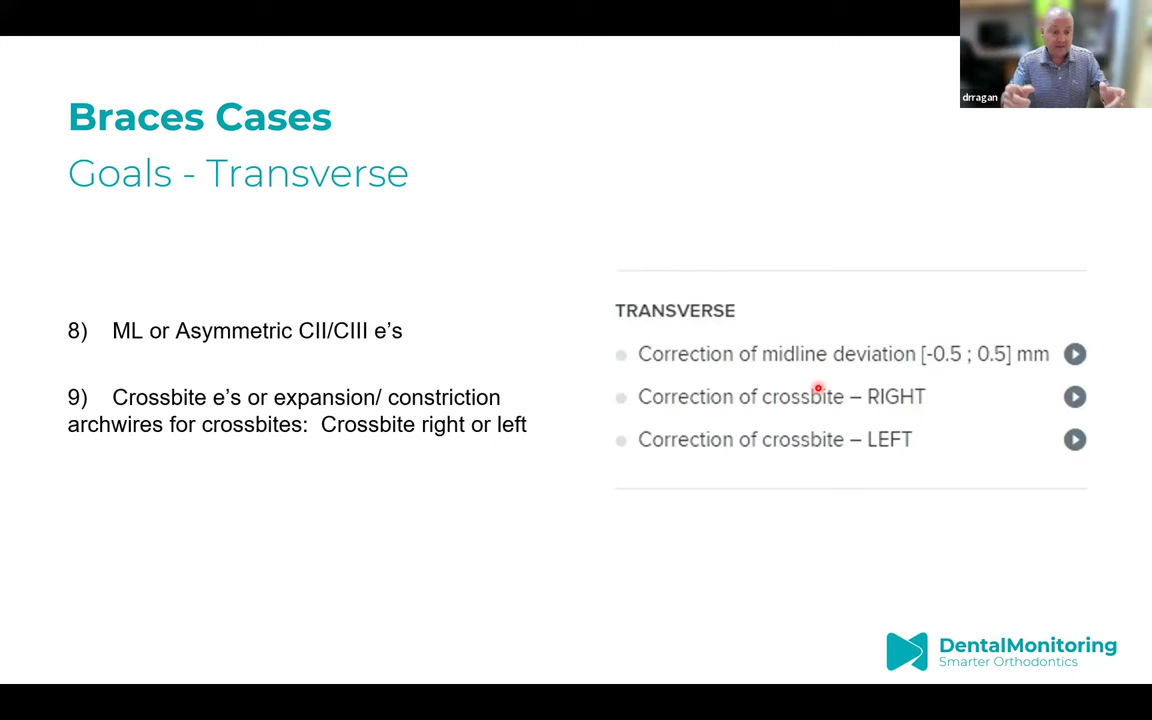 drragan
Braces Cases
Goals - Transverse
8) ML or Asymmetric CII/CIII e's
9) Crossbite e's or expansion/ constriction
archwires for crossbites: Crossbite right or left
TRANSVERSE
Correction of midline deviation [-0.5 ; 0.5] mm
Correction of crossbite – RIGHT
Correction of crossbite – LEFT
DentalMonitoring
Smarter Orthodontics